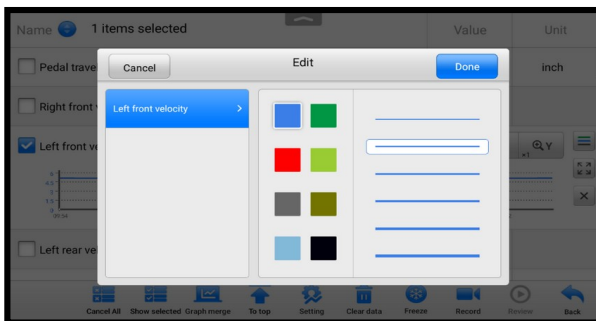 Name 1 items selected Value Unit
Cancel Edit Done
Pedal trave inch
Left front velocity
Right front
Left front ve Y
Left rear ve
Cancel All Show selected Graph merge To top Setting Clear data Freeze Record Review Back